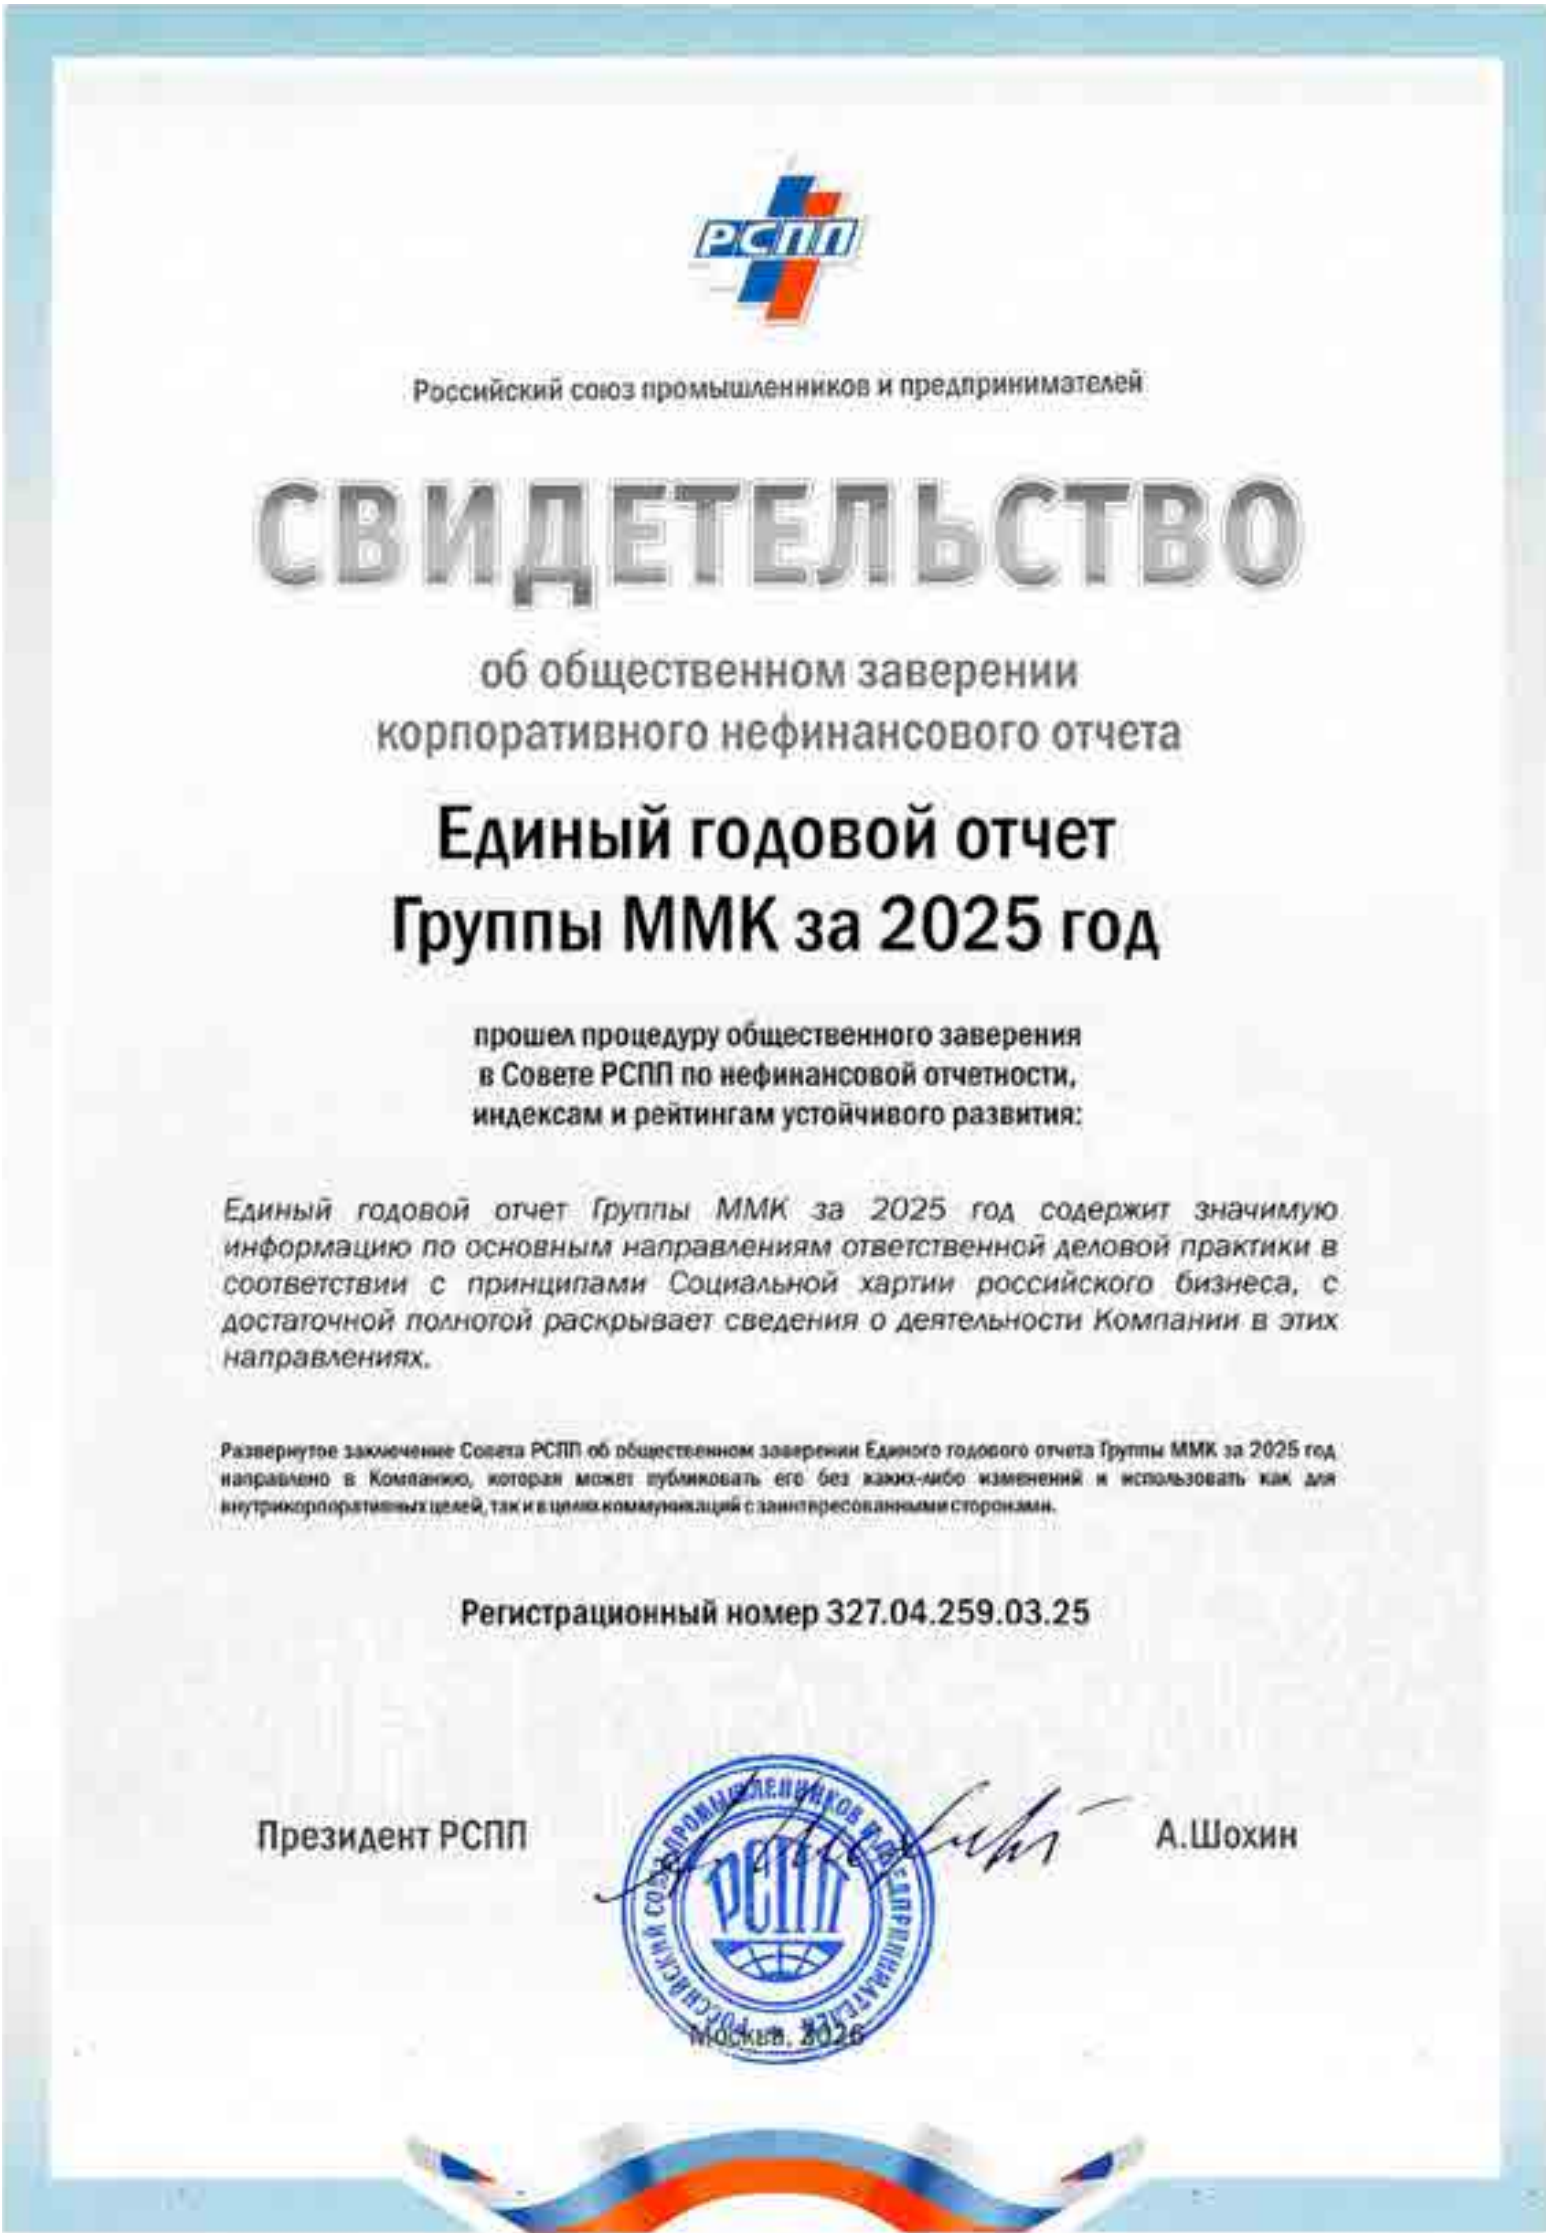 РСПП
Российский союз промышленников и предпринимателей
СВИДЕТЕЛЬСТВО
об общественном заверении
корпоративного нефинансового отчета
Единый годовой отчет
Группы ММК за 2025 год
прошел процедуру общественного заверения
в Совете РСПП по нефинансовой отчетности,
индексам и рейтингам устойчивого развития:
Единый годовой отчет Группы ММК за 2025 год содержит значимую
информацию по основным направлениям ответственной деловой практики в
соответствии с принципами Социальной хартии российского бизнеса, с
достаточной полнотой раскрывает сведения о деятельности Компании в этих
направлениях.
Развернутое заключение Совета РСПП об общественном заверении Единого годового отчета Группы ММК за 2025 год
направлено в Компанию, которая может публиковать его без каких-либо изменений и использовать как для
внутрикорпоративных целей, так и в целях коммуникаций с заинтересованными сторонами.
Регистрационный номер 327.04.259.03.25
Президент РСПП
А.Шохин
РОССИЙСКИЙ СОЮЗ ПРОМЫШЛЕННИКОВ И ПРЕДПРИНИМАТЕЛЕЙ
РСПП
Москва, 2026